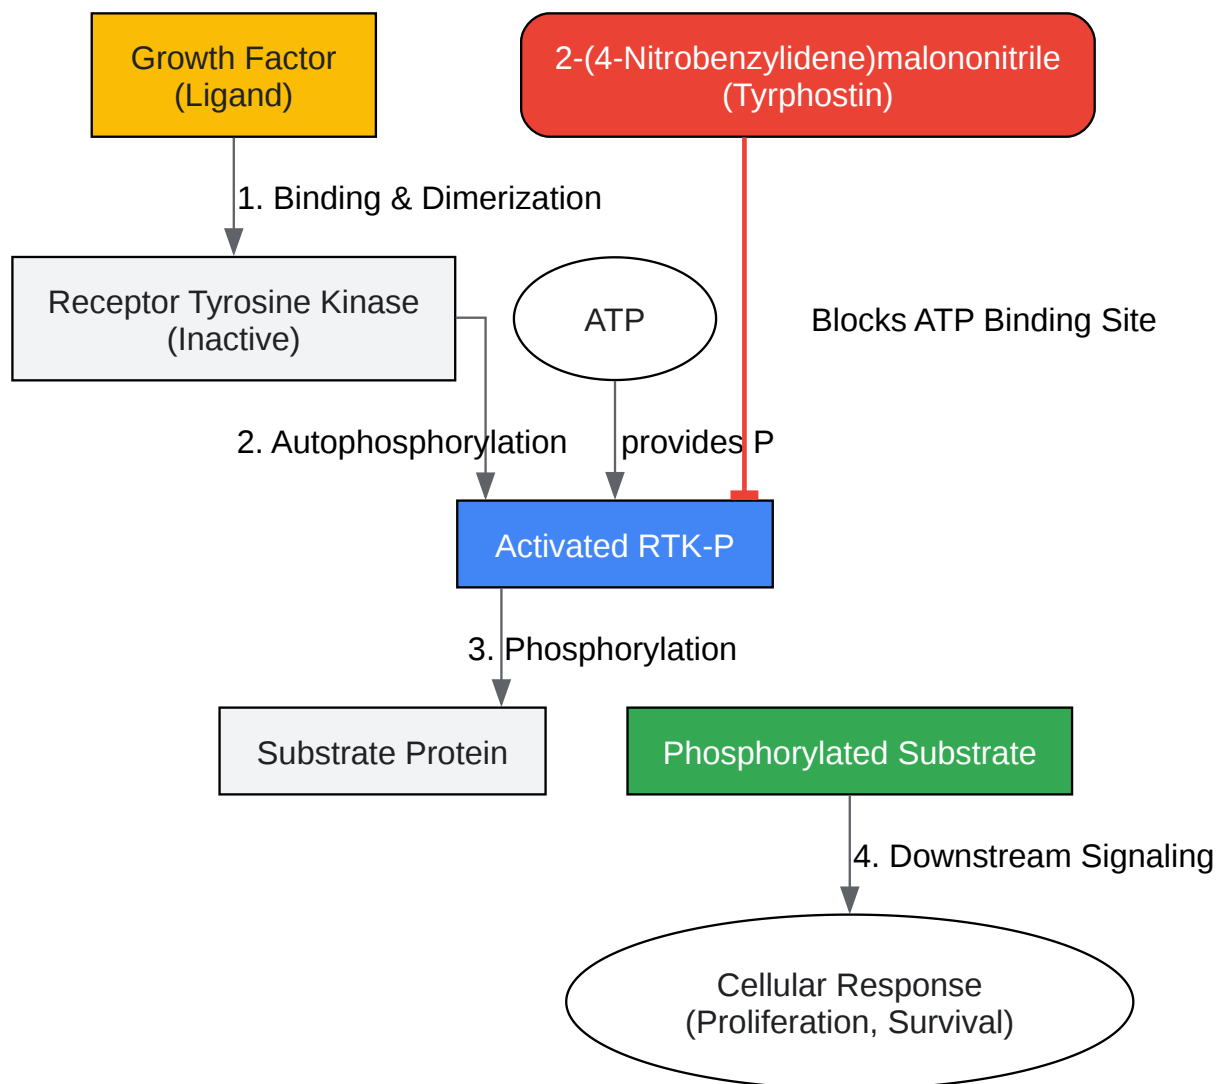 Growth Factor
(Ligand)
2-(4-Nitrobenzylidene)malononitrile
(Tyrphostin)
1. Binding & Dimerization
Receptor Tyrosine Kinase
(Inactive)
ATP
Blocks ATP Binding Site
2. Autophosphorylation
provides P
Activated RTK-P
3. Phosphorylation
Substrate Protein
Phosphorylated Substrate
4. Downstream Signaling
Cellular Response
(Proliferation, Survival)